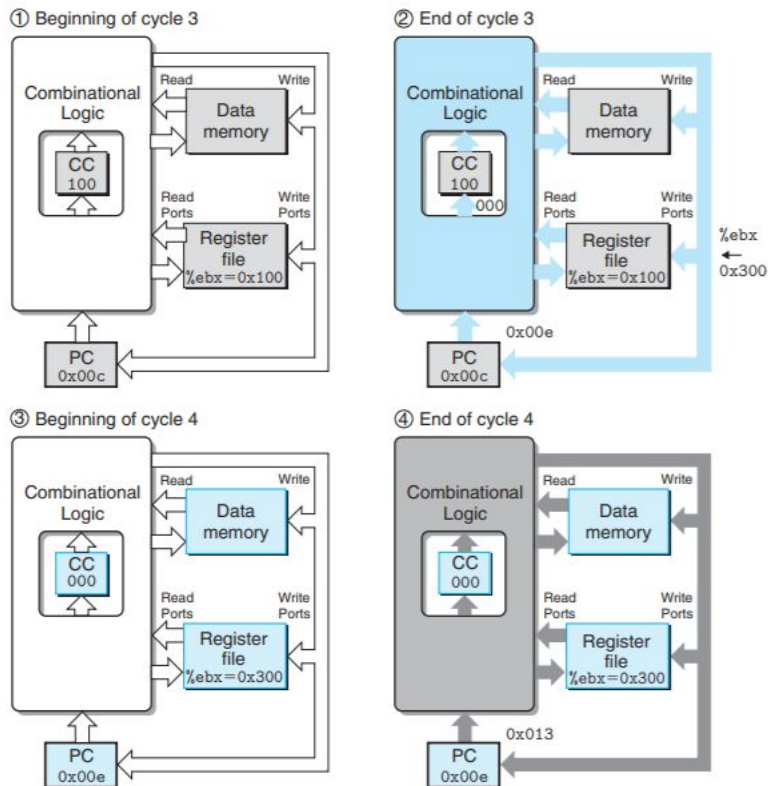 ① Beginning of cycle 3
Combinational
Logic
CC
100
Read
Write
Data
memory
Read
Ports
Write
Ports
Register
file
%ebx=0x100
PC
0x00c
② End of cycle 3
Combinational
Logic
CC
100
000
Read
Write
Data
memory
Read
Ports
Write
Ports
Register
file
%ebx=0x100
%ebx
←
0x300
0x00e
PC
0x00c
③ Beginning of cycle 4
Combinational
Logic
CC
000
Read
Write
Data
memory
Read
Ports
Write
Ports
Register
file
%ebx=0x300
PC
0x00e
④ End of cycle 4
Combinational
Logic
CC
000
Read
Write
Data
memory
Read
Ports
Write
Ports
Register
file
%ebx=0x300
0x013
PC
0x00e